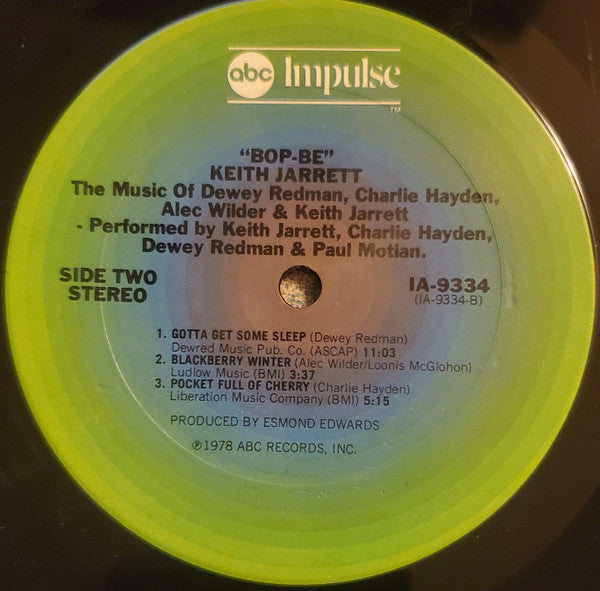 abc Impulse
TM
"BOP-BE"
KEITH JARRETT
The Music Of Dewey Redman, Charlie Hayden,
Alec Wilder & Keith Jarrett
- Performed by Keith Jarrett, Charlie Hayden,
Dewey Redman & Paul Motian.
SIDE TWO
STEREO
IA-9334
(IA-9334-B)
1. GOTTA GET SOME SLEEP (Dewey Redman)
Dewred Music Pub. Co. (ASCAP) 11:03
2. BLACKBERRY WINTER (Alec Wilder/Loonis McGlohon)
Ludlow Music (BMI) 3:37
3. POCKET FULL OF CHERRY (Charlie Hayden)
Liberation Music Company (BMI) 5:15
PRODUCED BY ESMOND EDWARDS
℗1978 ABC RECORDS, INC.